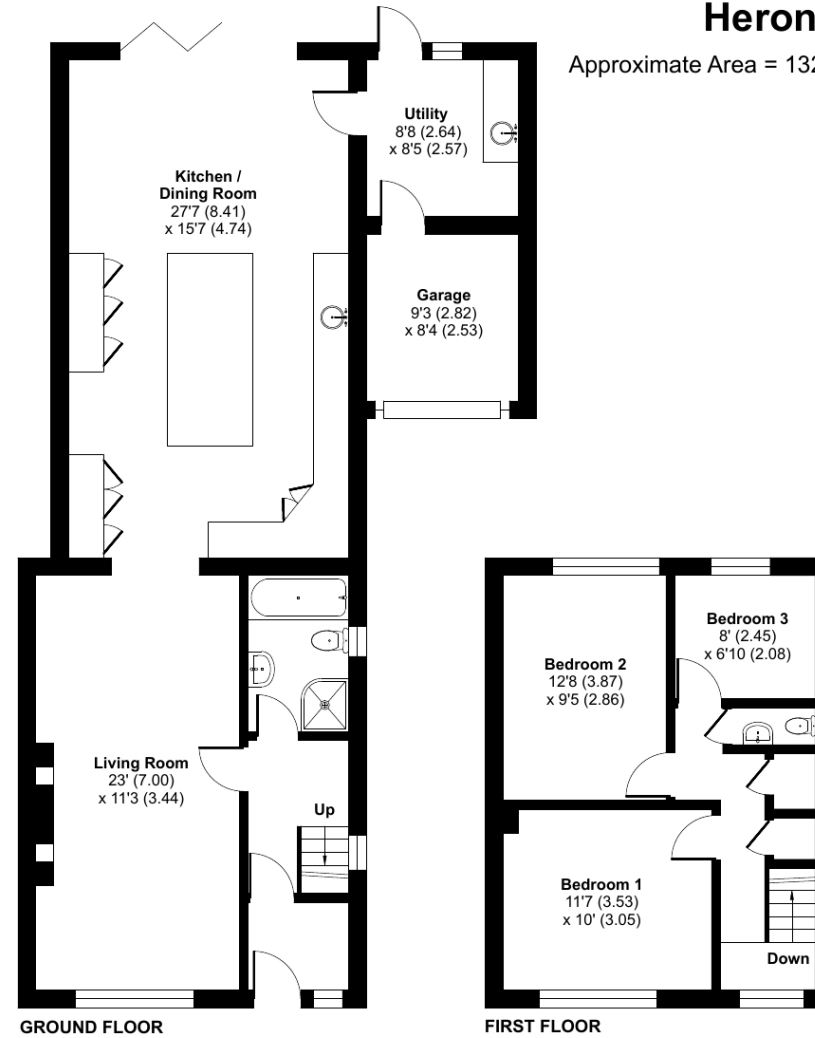 Heron
Approximate Area = 132
Utility
8'8 (2.64)
x 8'5 (2.57)
Kitchen /
Dining Room
27'7 (8.41)
x 15'7 (4.74)
Garage
9'3 (2.82)
x 8'4 (2.53)
Living Room
23' (7.00)
x 11'3 (3.44)
Up
GROUND FLOOR
Bedroom 3
8' (2.45)
x 6'10 (2.08)
Bedroom 2
12'8 (3.87)
x 9'5 (2.86)
Bedroom 1
11'7 (3.53)
x 10' (3.05)
Down
FIRST FLOOR